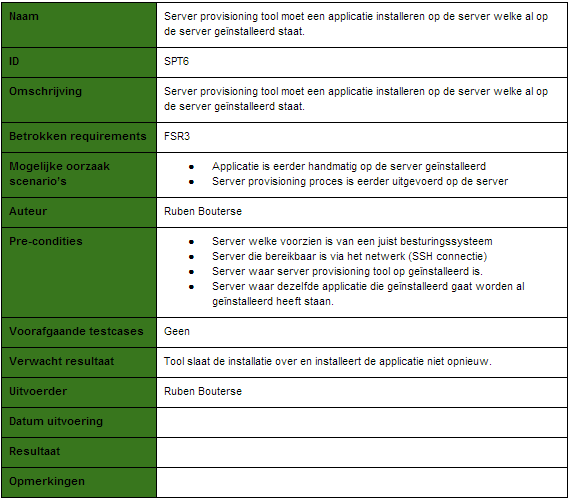 Naam
Server provisioning tool moet een applicatie installeren op de server welke al op
de server geïnstalleerd staat.
ID
SPT6
Omschrijving
Server provisioning tool moet een applicatie installeren op de server welke al op
de server geïnstalleerd staat.
Betrokken requirements
FSR3
Mogelijke oorzaak
scenario's
● Applicatie is eerder handmatig op de server geïnstalleerd
● Server provisioning proces is eerder uitgevoerd op de server
Auteur
Ruben Bouterse
Pre-condities
● Server welke voorzien is van een juist besturingssysteem
● Server die bereikbaar is via het netwerk (SSH connectie)
● Server waar server provisioning tool op geïnstalleerd is.
● Server waar dezelfde applicatie die geïnstalleerd gaat worden al
geïnstalleerd heeft staan.
Voorafgaande testcases
Geen
Verwacht resultaat
Tool slaat de installatie over en installeert de applicatie niet opnieuw.
Uitvoerder
Ruben Bouterse
Datum uitvoering
Resultaat
Opmerkingen